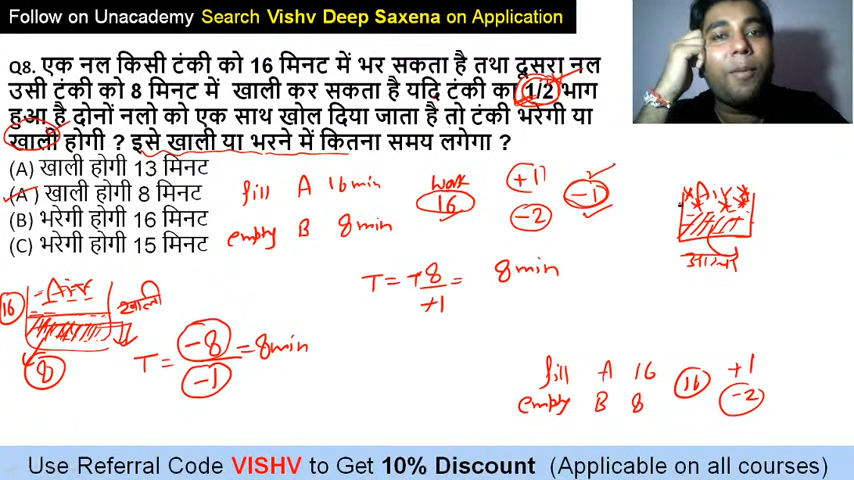 Follow on Unacademy Search Vishv Deep Saxena on Application
Q8. एक नल किसी टंकी को 16 मिनट में भर सकता है तथा दूसरा नल
उसी टंकी को 8 मिनट में खाली कर सकता है यदि टंकी का 1/2 भाग
हुआ है दोनों नलो को एक साथ खोल दिया जाता है तो टंकी भरेगी या
खाली होगी ? इसे खाली या भरने में कितना समय लगेगा ?
(A) खाली होगी 13 मिनट
(A) खाली होगी 8 मिनट
(B) भरेगी होगी 16 मिनट
(C) भरेगी होगी 15 मिनट
fill A 16 min work 16 +1 -1
empty B 8 min -2
Air
T = +8/+1 = 8 min
16 Air खाली
8
T = -8/-1 = 8 min
fill A 16 16 +1
empty B 8 -2
Use Referral Code VISHV to Get 10% Discount (Applicable on all courses)